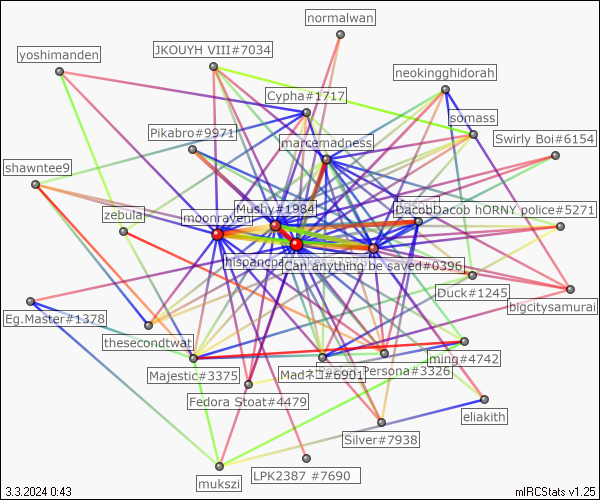 normalwan
yoshimanden
JKOUYH VIII#7034
neokingghidorah
Cypha#1717
somass
Pikabro#9971
marcemadness
Swirly Boi#6154
shawntee9
zebula
moonraven
Mushy#1984
DacobDacob hORNY police#5271
Can anything be saved#0396
Duck#1245
bigcitysamurai
Eg.Master#1378
thesecondtwat
ming#4742
Majestic#3375
Madネコ#6901
Persona#3326
Fedora Stoat#4479
eliakith
Silver#7938
mukszi
LPK2387 #7690
3.3.2024 0:43
mIRCStats v1.25